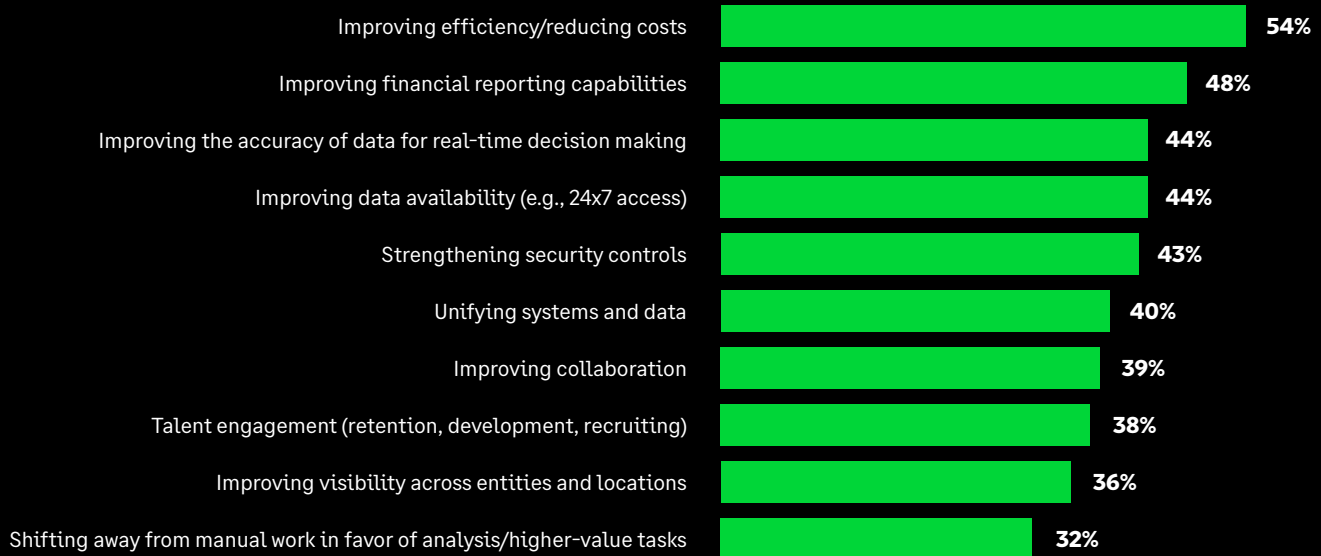 Improving efficiency/reducing costs 54%
Improving financial reporting capabilities 48%
Improving the accuracy of data for real-time decision making 44%
Improving data availability (e.g., 24x7 access) 44%
Strengthening security controls 43%
Unifying systems and data 40%
Improving collaboration 39%
Talent engagement (retention, development, recruiting) 38%
Improving visibility across entities and locations 36%
Shifting away from manual work in favor of analysis/higher-value tasks 32%